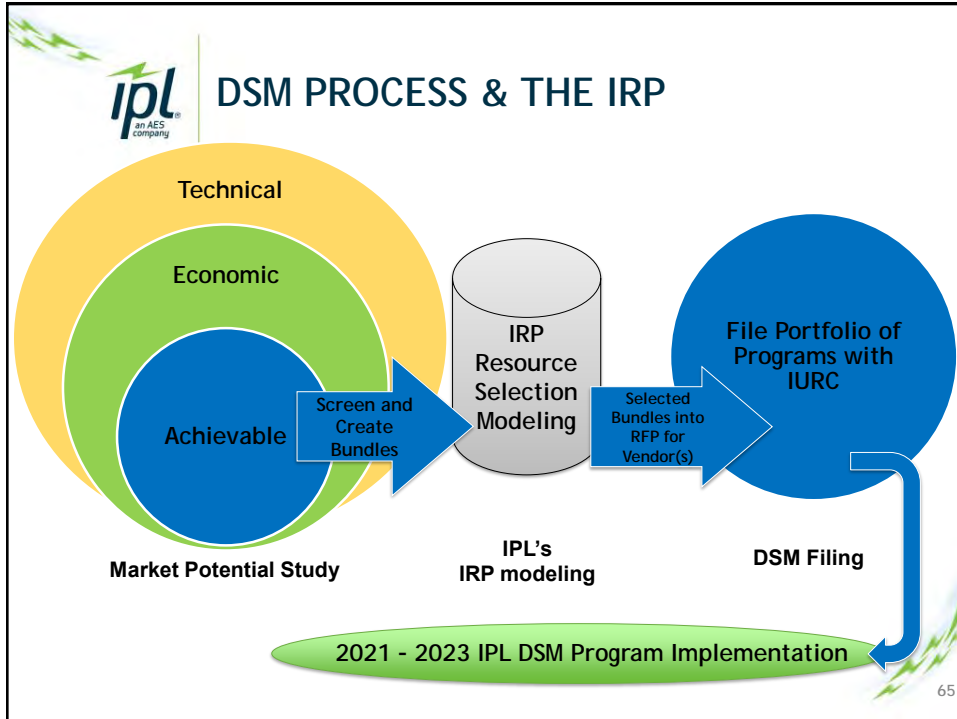 ipl
an AES
company
DSM PROCESS & THE IRP
Technical
Economic
Achievable
Screen and
Create
Bundles
Market Potential Study
IRP
Resource
Selection
Modeling
IPL's
IRP modeling
Selected
Bundles into
RFP for
Vendor(s)
File Portfolio of
Programs with
IURC
DSM Filing
2021 - 2023 IPL DSM Program Implementation
65